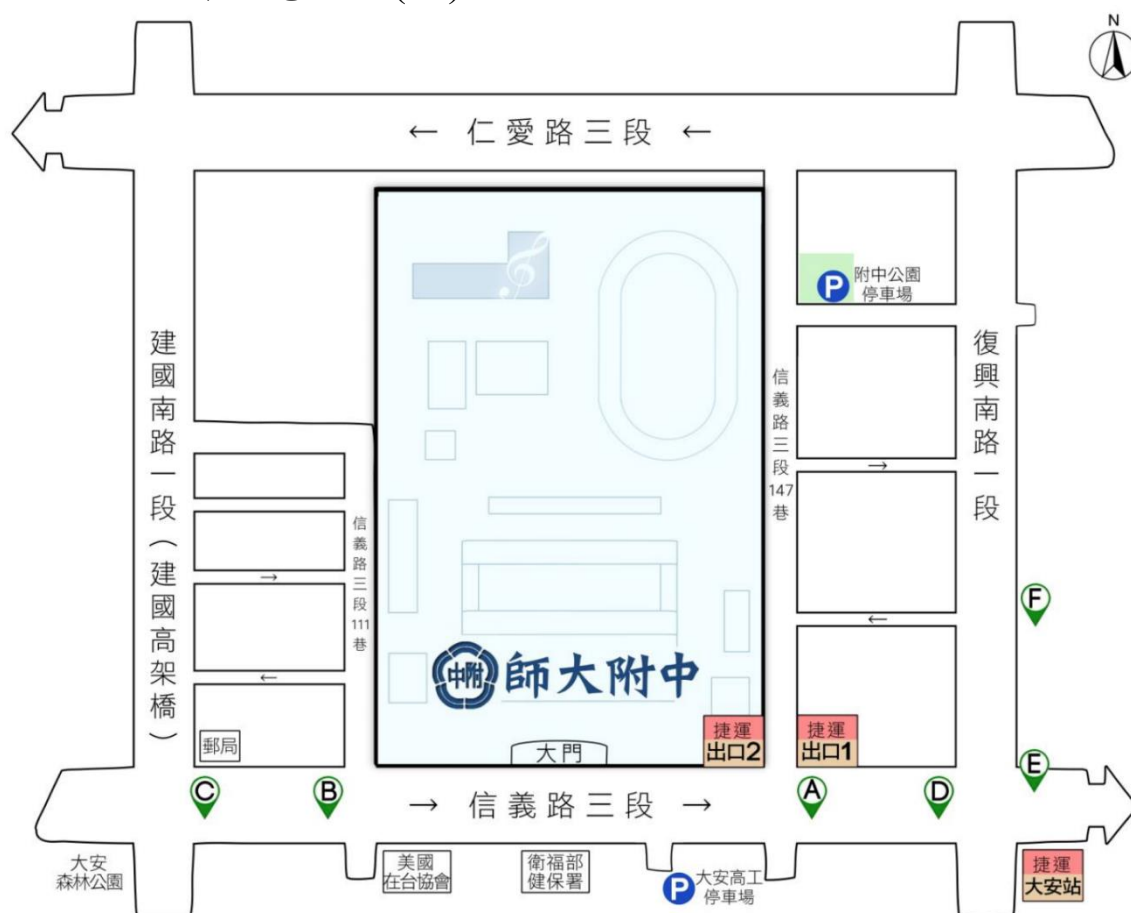 N
← 仁愛路三段 ←
P 附中公園
停車場
建國南路一段（建國高架橋）
復興南路一段
信義路三段147巷
→
信義路三段111巷
→
←
←
F
附中 師大附中
郵局
大門
捷運
出口2
捷運
出口1
E
C
B
→ 信義路三段 →
A
D
大安
森林公園
美國
在台協會
衛福部
健保署
P 大安高工
停車場
捷運
大安站